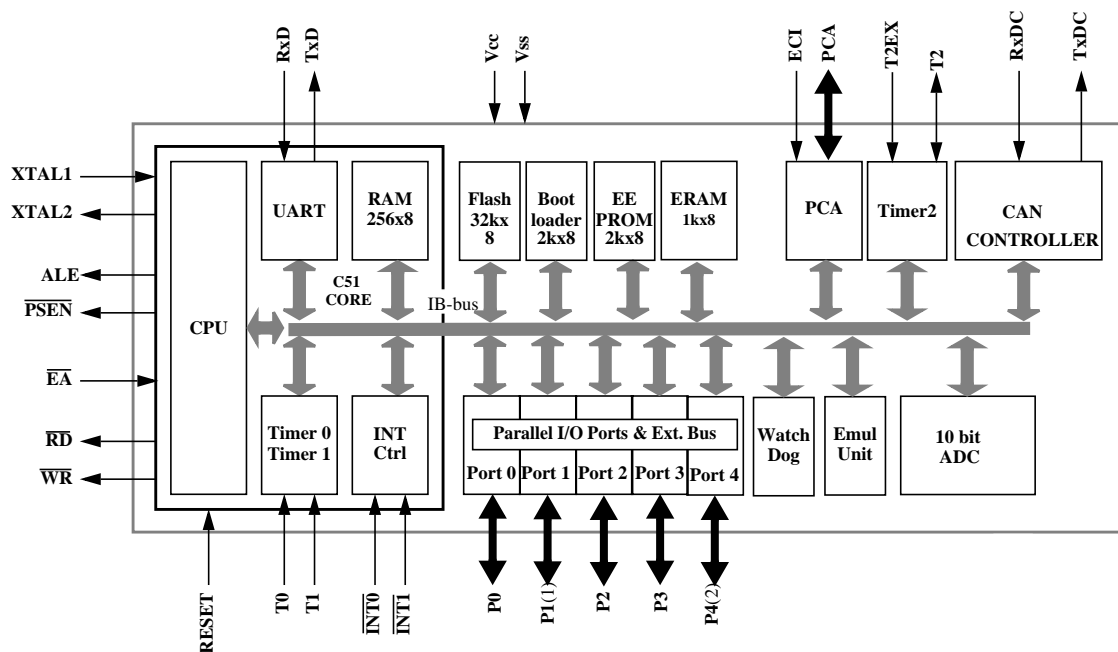 RxD
TxD
Vcc
Vss
ECI
PCA
T2EX
T2
RxDC
TxDC
XTAL1
XTAL2
ALE
PSEN
EA
RD
WR
CPU
UART
RAM
256x8
C51
CORE
IB-bus
Flash
32kx
8
Boot
loader
2kx8
EE
PROM
2kx8
ERAM
1kx8
PCA
Timer2
CAN
CONTROLLER
Timer 0
Timer 1
INT
Ctrl
Parallel I/O Ports & Ext. Bus
Port 0
Port 1
Port 2
Port 3
Port 4
Watch
Dog
Emul
Unit
10 bit
ADC
RESET
T0
T1
INT0
INT1
P0
P1(1)
P2
P3
P4(2)